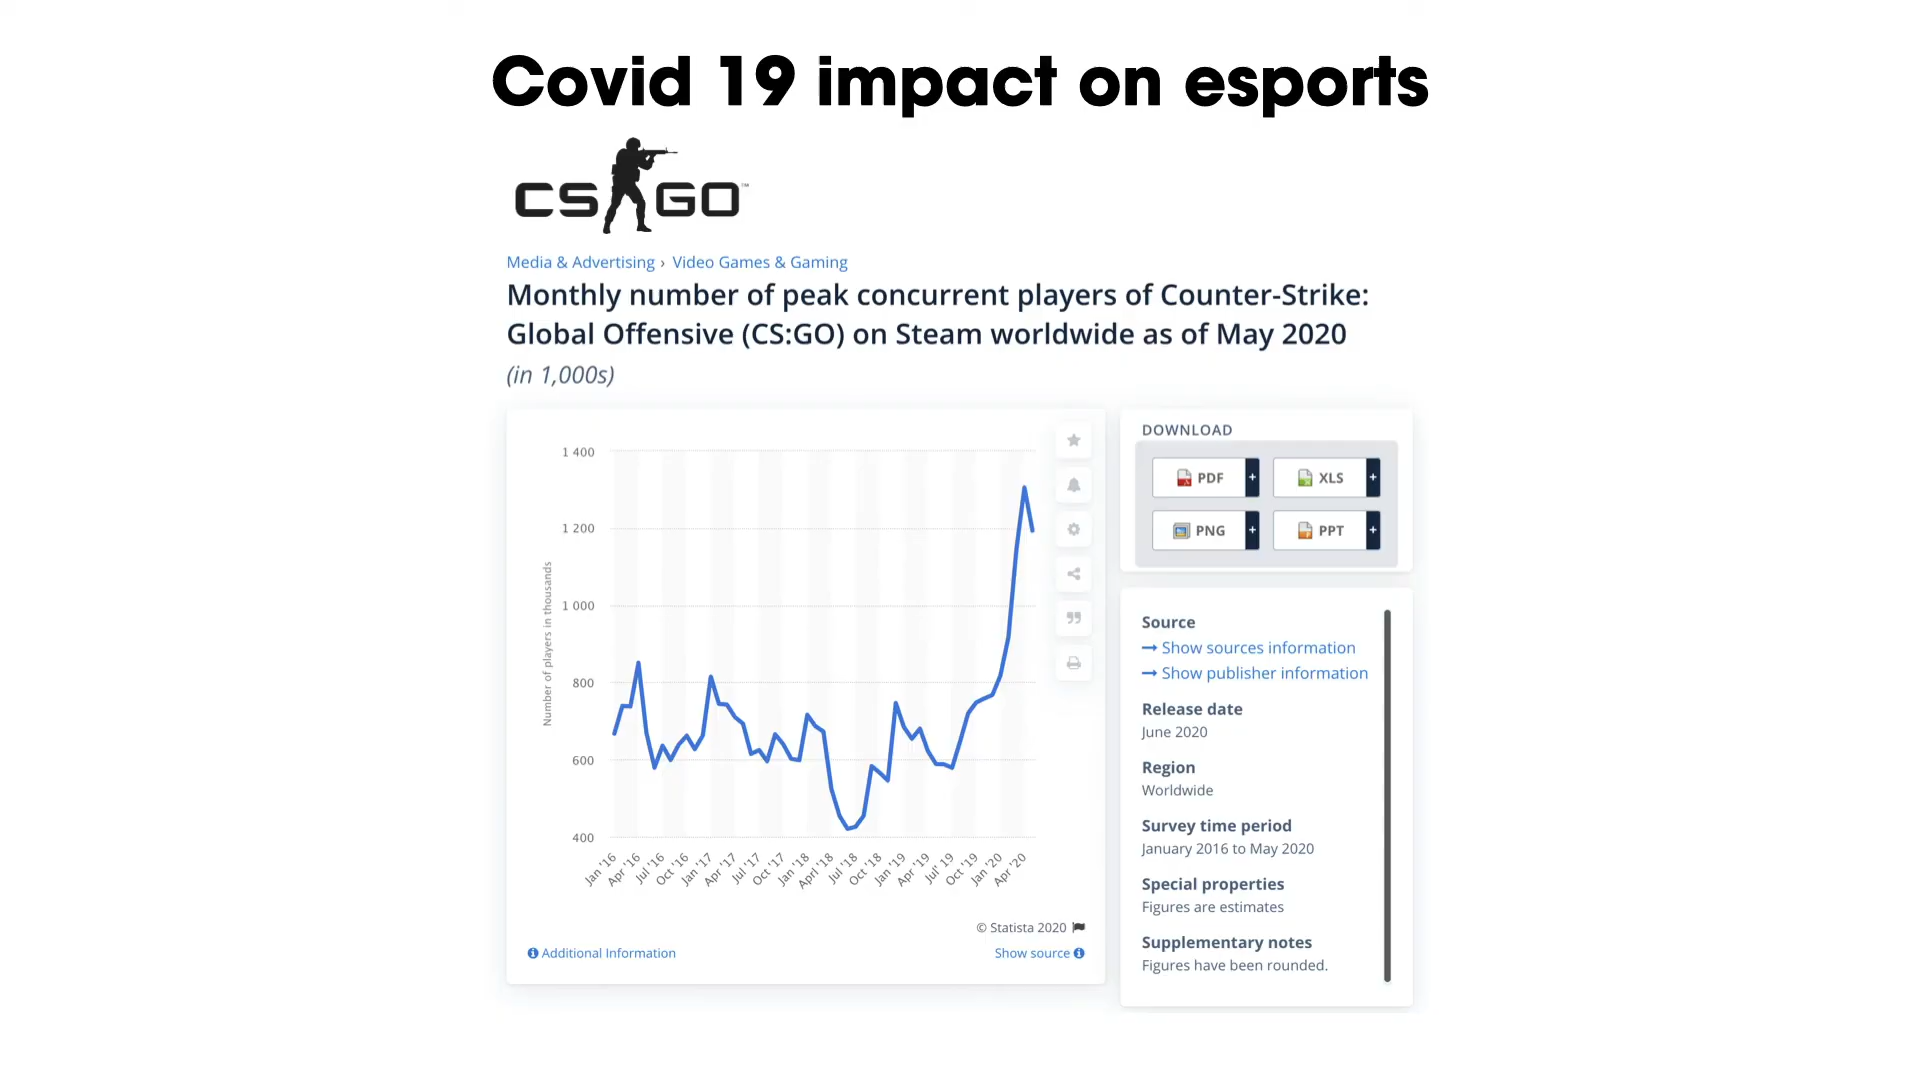 Covid 19 impact on esports
CS GO™
Media & Advertising › Video Games & Gaming
Monthly number of peak concurrent players of Counter-Strike:
Global Offensive (CS:GO) on Steam worldwide as of May 2020
(in 1,000s)
Number of players in thousands
1 400
1 200
1 000
800
600
400
Jan '16
Apr '16
Jul '16
Oct '16
Jan '17
Apr '17
Jul '17
Oct '17
Jan '18
Aprl '18
Jul '18
Oct '18
Jan '19
Apr '19
Jul' 19
Oct '19
Jan '20
Apr '20
© Statista 2020
Additional Information
Show source
DOWNLOAD
PDF +
XLS +
PNG +
PPT +
Source
Show sources information
Show publisher information
Release date
June 2020
Region
Worldwide
Survey time period
January 2016 to May 2020
Special properties
Figures are estimates
Supplementary notes
Figures have been rounded.